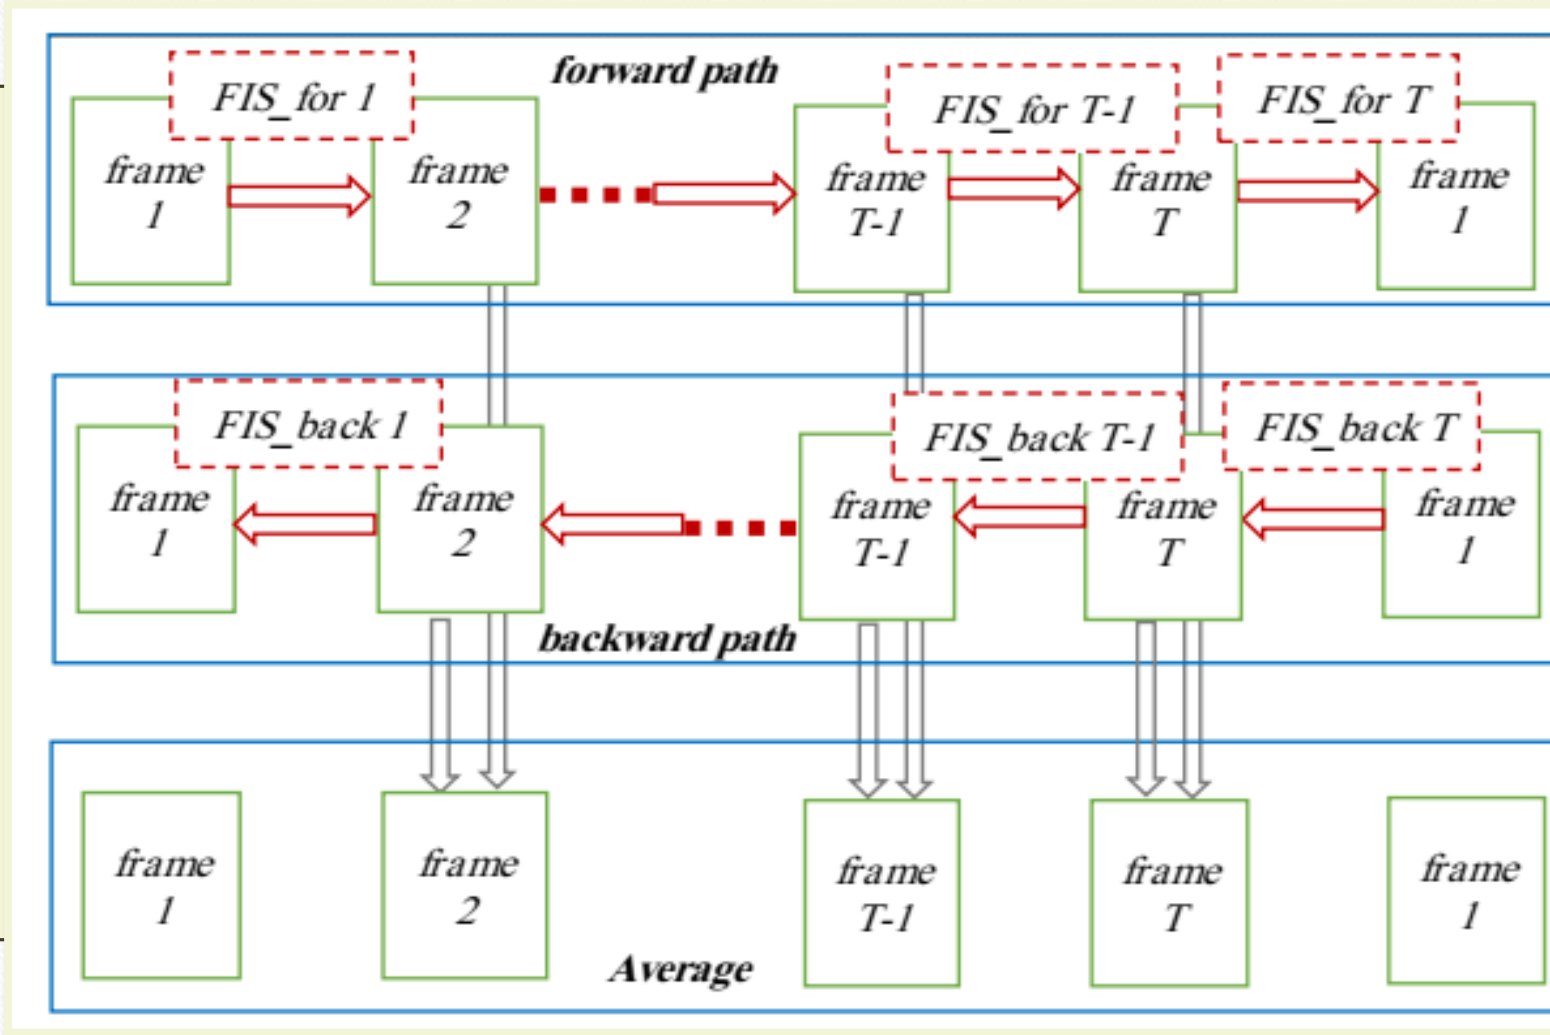 forward path
FIS_for 1
FIS_for T-1
FIS_for T
frame
1
frame
2
frame
T-1
frame
T
frame
1
FIS_back 1
FIS_back T-1
FIS_back T
frame
1
frame
2
frame
T-1
frame
T
frame
1
backward path
frame
1
frame
2
frame
T-1
frame
T
frame
1
Average